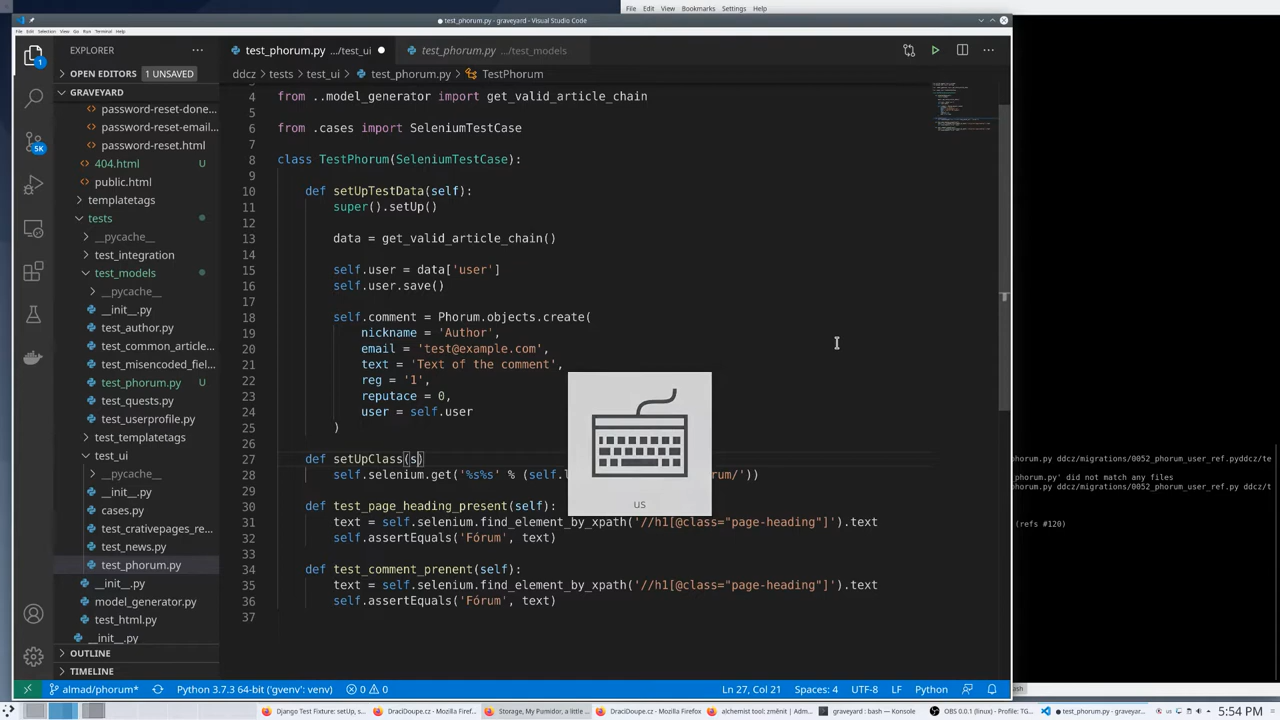 File Edit View Bookmarks Settings Help
● test_phorum.py - graveyard - Visual Studio Code
File Edit Selection View Go Run Terminal Help
EXPLORER
OPEN EDITORS 1 UNSAVED
GRAVEYARD
password-reset-done...
password-reset-email...
password-reset.html
404.html U
public.html
templatetags
tests
__pycache__
test_integration
test_models
__pycache__
__init__.py
test_author.py
test_common_article...
test_misencoded_fiel...
test_phorum.py U
test_quests.py
test_userprofile.py
test_templatetags
test_ui
__pycache__
__init__.py
cases.py
test_crativepages_re...
test_news.py
test_phorum.py
__init__.py
model_generator.py
test_html.py
__init__.py
OUTLINE
TIMELINE
1
5K
test_phorum.py .../test_ui ●
test_phorum.py .../test_models
ddcz > tests > test_ui > test_phorum.py > TestPhorum
4 from ..model_generator import get_valid_article_chain
5
6 from .cases import SeleniumTestCase
7
8 class TestPhorum(SeleniumTestCase):
9
10 def setUpTestData(self):
11 super().setUp()
12
13 data = get_valid_article_chain()
14
15 self.user = data['user']
16 self.user.save()
17
18 self.comment = Phorum.objects.create(
19 nickname = 'Author',
20 email = 'test@example.com',
21 text = 'Text of the comment',
22 reg = '1',
23 reputace = 0,
24 user = self.user
25 )
26
27 def setUpClass(s)
28 self.selenium.get('%s%s' % (self.l rum/'))
29
30 def test_page_heading_present(self):
31 text = self.selenium.find_element_by_xpath('//h1[@class="page-heading"]').text
32 self.assertEquals('Fórum', text)
33
34 def test_comment_prenent(self):
35 text = self.selenium.find_element_by_xpath('//h1[@class="page-heading"]').text
36 self.assertEquals('Fórum', text)
37
us
horum.py ddcz/migrations/0052_phorum_user_ref.pyddcz/te
py' did not match any files
horum.py ddcz/migrations/0052_phorum_user_ref.py ddcz/t
(refs #120)
almad/phorum* Python 3.7.3 64-bit ('gvenv': venv) 0 0 Ln 27, Col 21 Spaces: 4 UTF-8 LF Python
Django Test Fixture: setUp, s... DraciDoupe.cz - Mozilla Firef... Storage, My Pumidor, a little ... DraciDoupe.cz - Mozilla Firefox alchemist tool: změnit | Adm... graveyard : bash — Konsole OBS 0.0.1 (linux) - Profile: TG... ● test_phorum.py - graveyar... us 5:54 PM